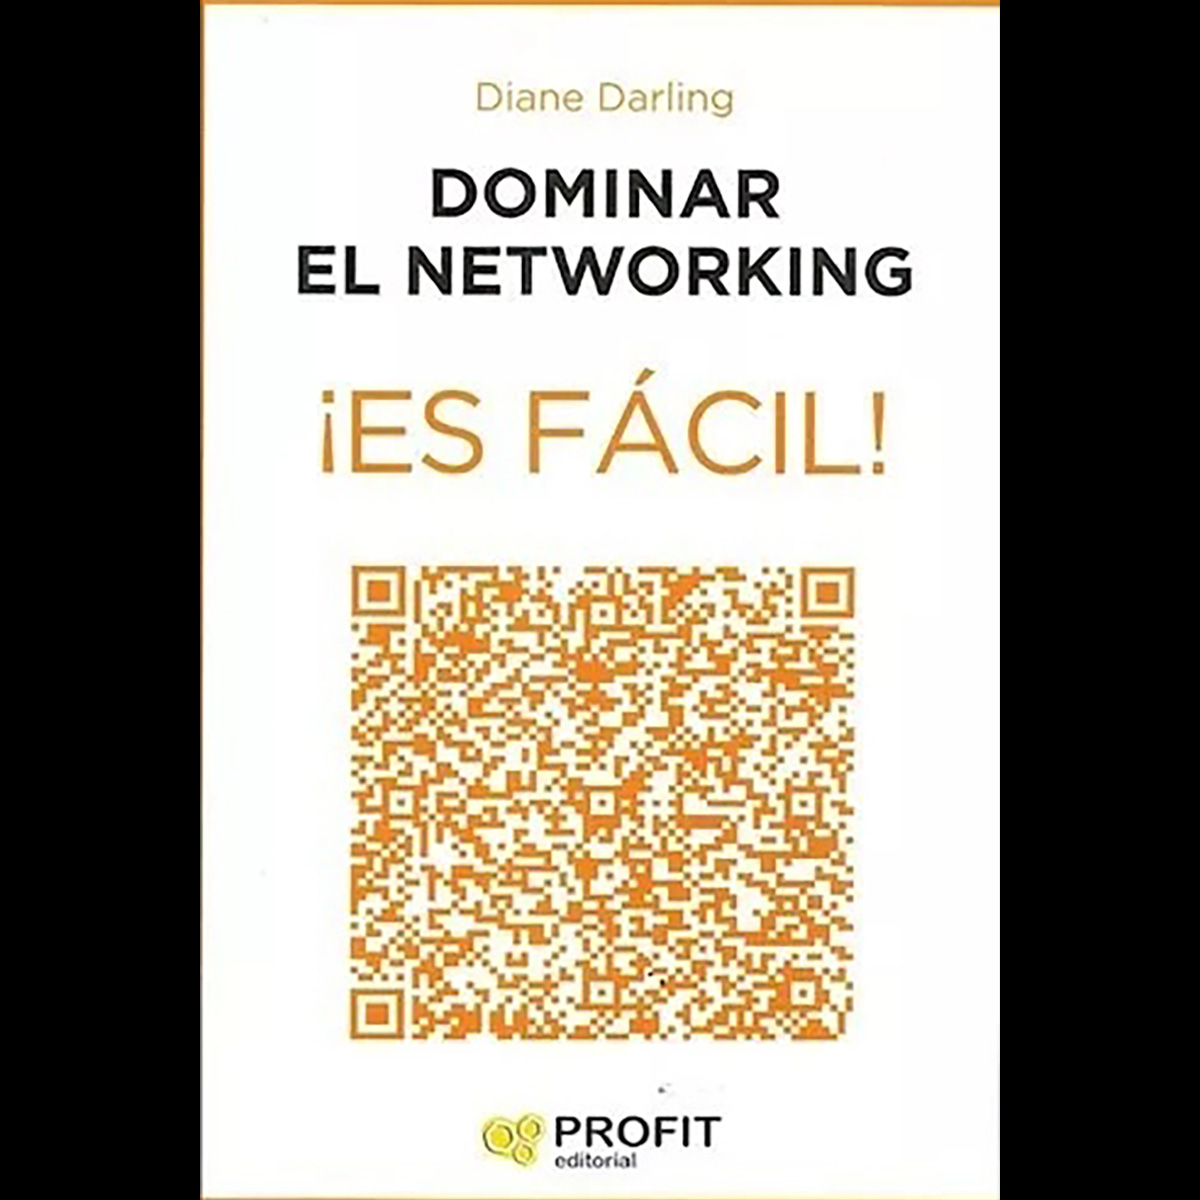 Diane Darling
DOMINAR
EL NETWORKING
¡ES FÁCIL!
PROFIT
editorial